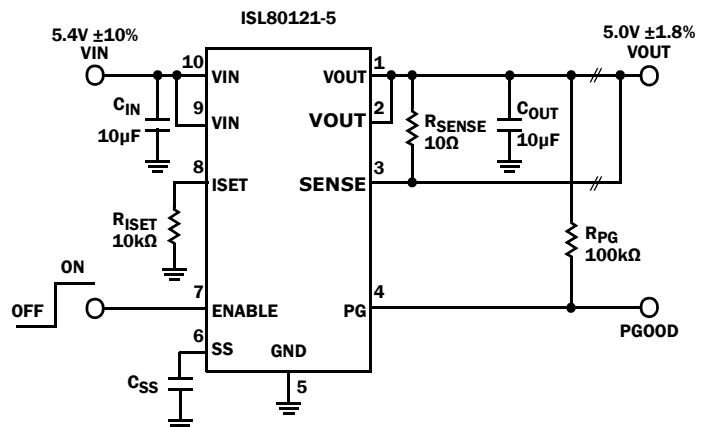 ISL80121-5
5.4V ±10%
VIN
5.0V ±1.8%
VOUT
10
VIN
VOUT
1
CIN
10µF
9
VIN
VOUT
2
RSENSE
10Ω
COUT
10µF
8
ISET
SENSE
3
RISET
10kΩ
RPG
100kΩ
ON
OFF
7
ENABLE
PG
4
PGOOD
6
SS
GND
CSS
5